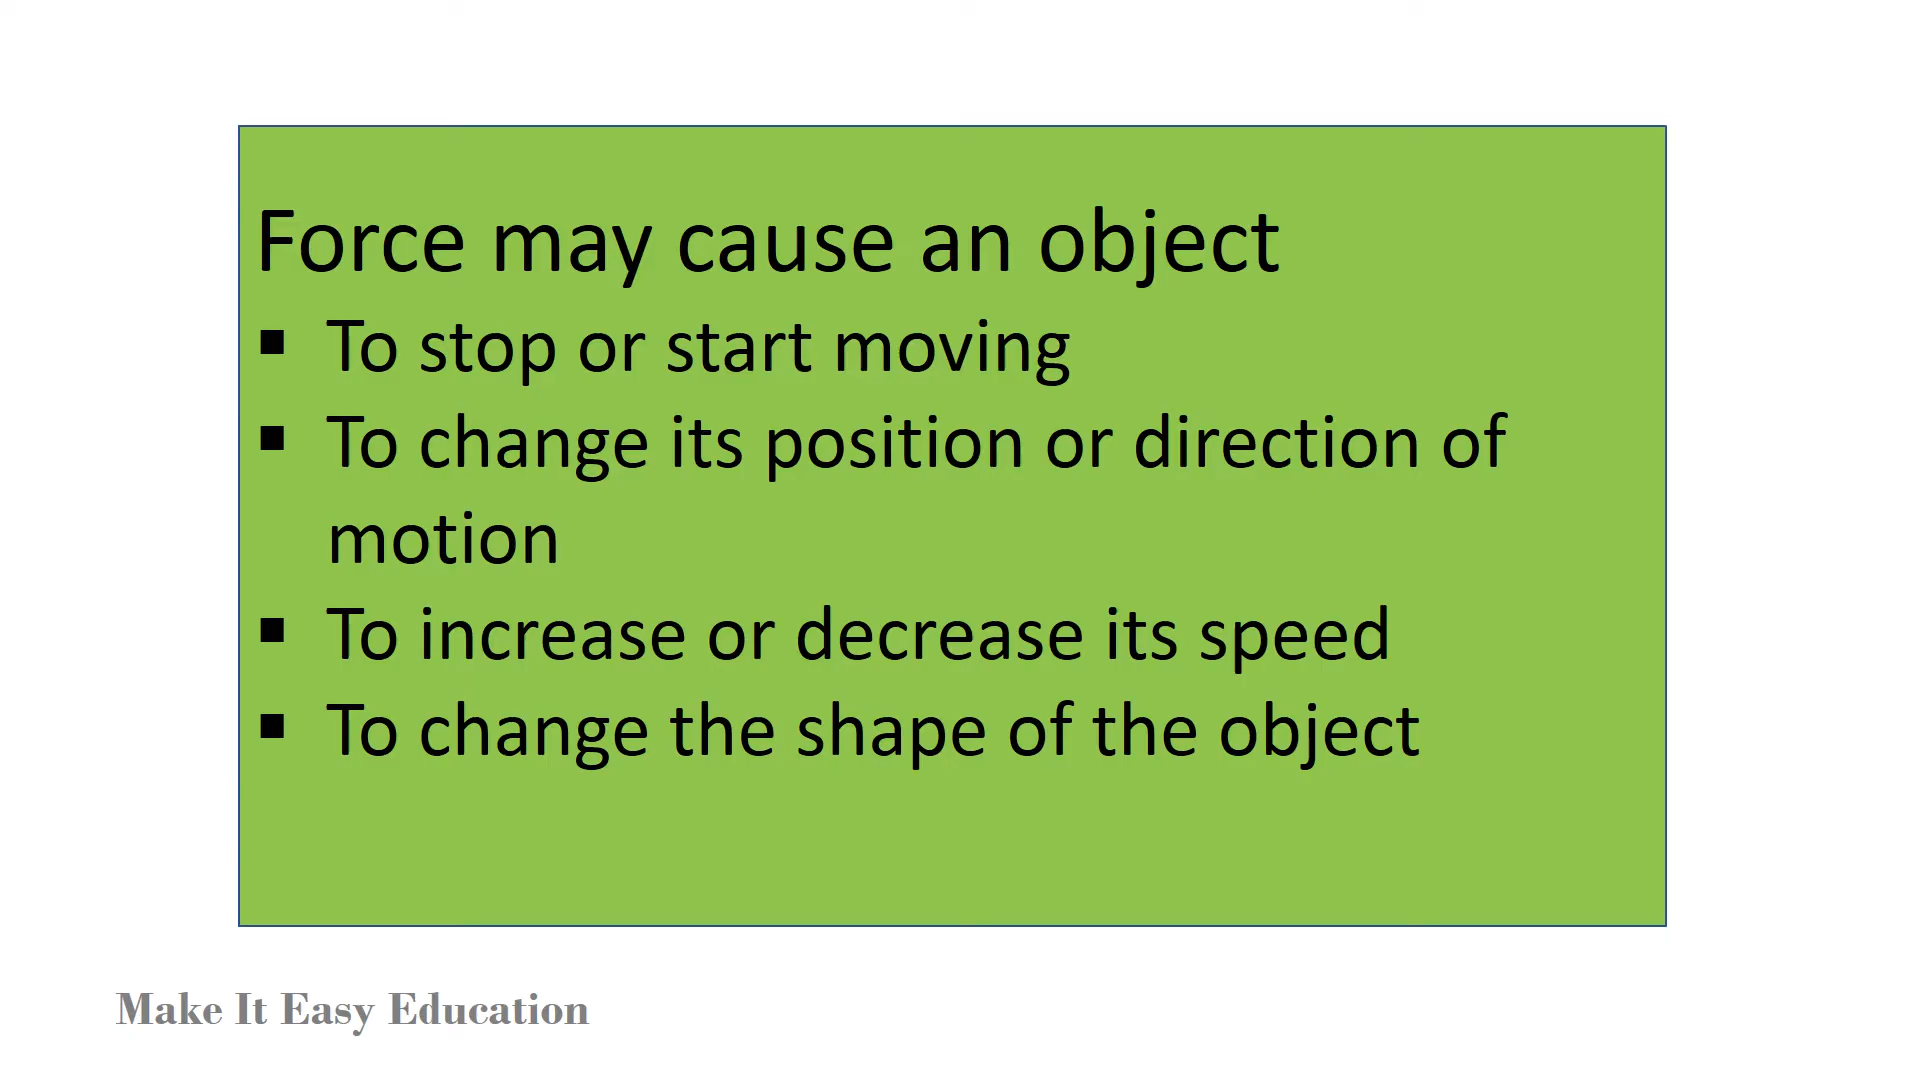 Force may cause an object
▪ To stop or start moving
▪ To change its position or direction of
motion
▪ To increase or decrease its speed
▪ To change the shape of the object
Make It Easy Education